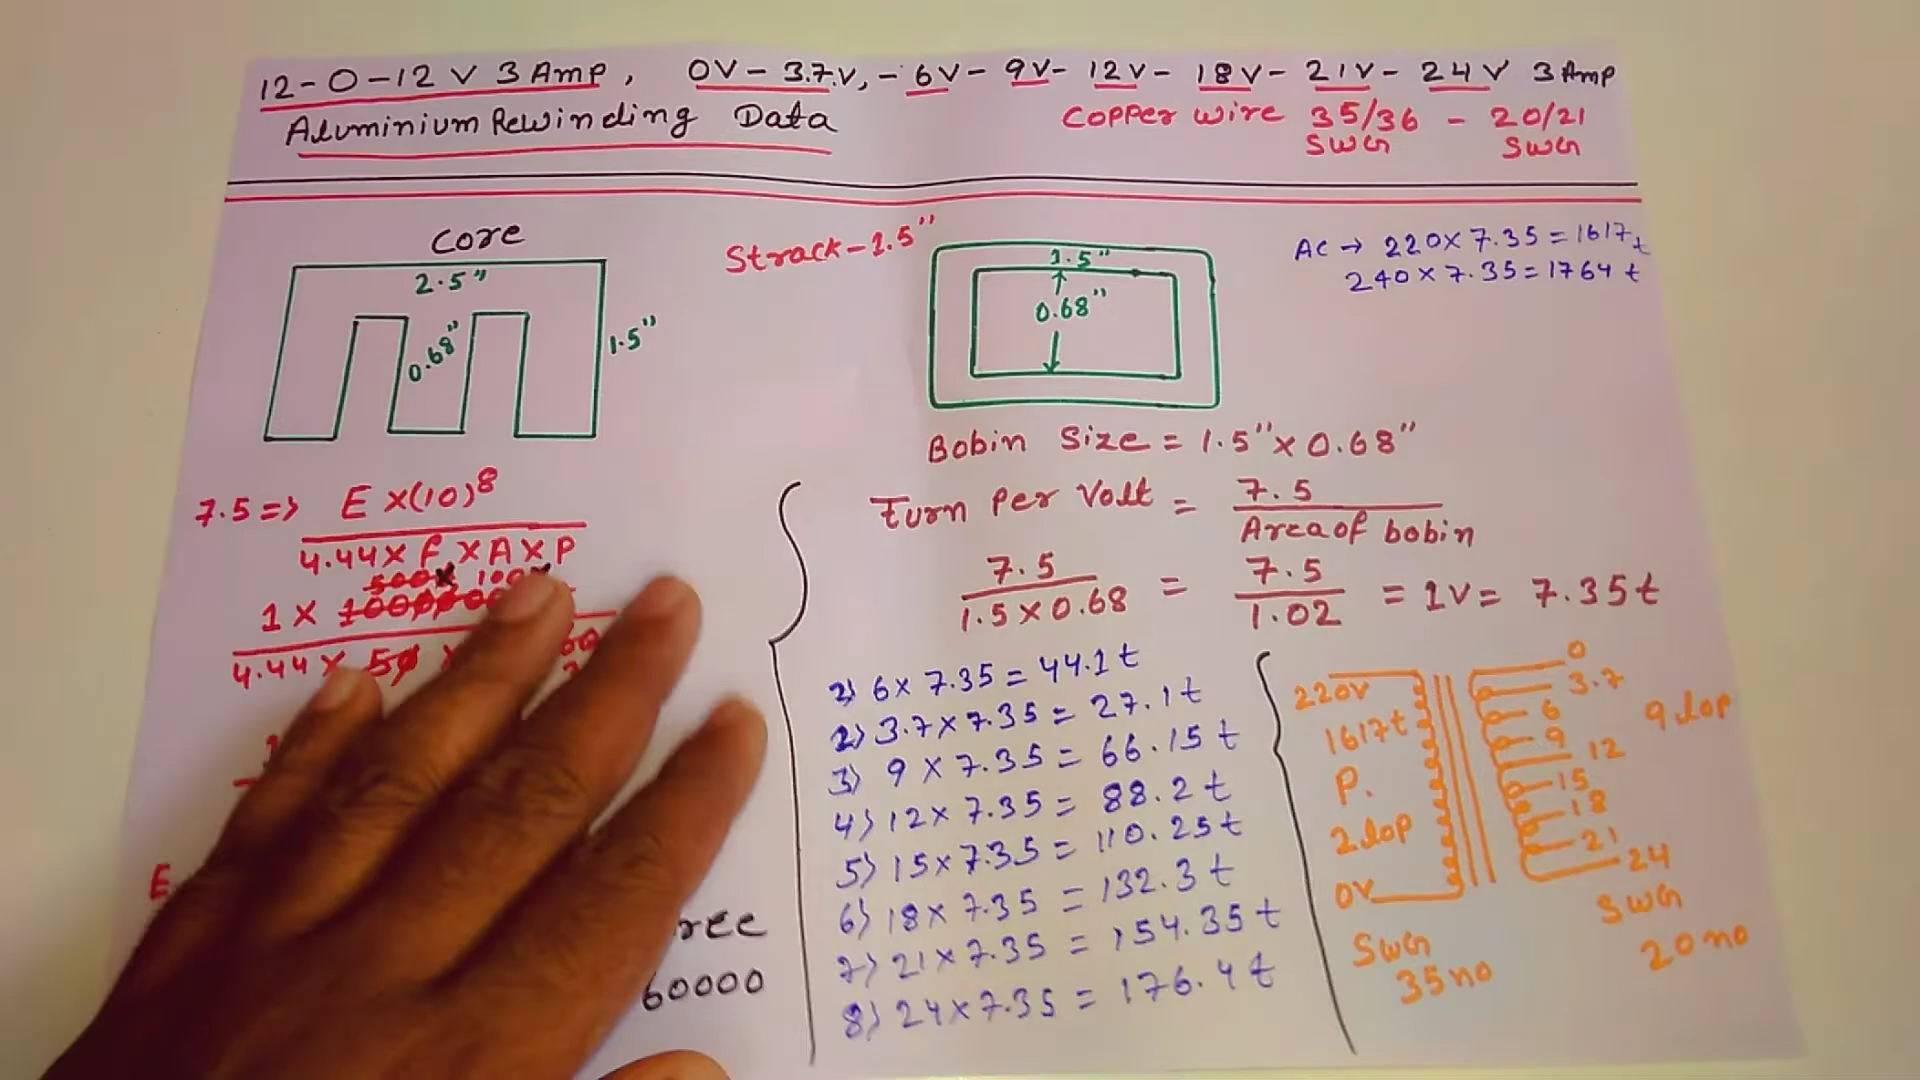 12-0-12 V 3 Amp, 0V - 3.7V, - 6V - 9V - 12V - 18V - 21V - 24V 3 Amp
Aluminium Rewinding Data
Copper wire 35/36 - 20/21
SWG SWG
Core
Strack-1.5"
2.5"
0.68"
1.5"
1.5"
0.68"
AC → 220 x 7.35 = 1617 t
240 x 7.35 = 1764 t
Bobin Size = 1.5" x 0.68"
7.5 => E x (10)8
4.44 x F x A x P
500 x 100
1 x
4.44 x 50
E
ree
60000
Turn Per Volt = 7.5
Area of bobin
7.5 = 7.5 = 1V = 7.35 t
1.5 x 0.68 1.02
2) 6 x 7.35 = 44.1 t
2) 3.7 x 7.35 = 27.1 t
3) 9 x 7.35 = 66.15 t
4) 12 x 7.35 = 88.2 t
5) 15 x 7.35 = 110.25 t
6) 18 x 7.35 = 132.3 t
7) 21 x 7.35 = 154.35 t
8) 24 x 7.35 = 176.4 t
220V
1617 t
P.
2 lop
0V
SWG
35 no
0
3.7
6
9
12
15
18
21
24
9 lop
SWG
20 no